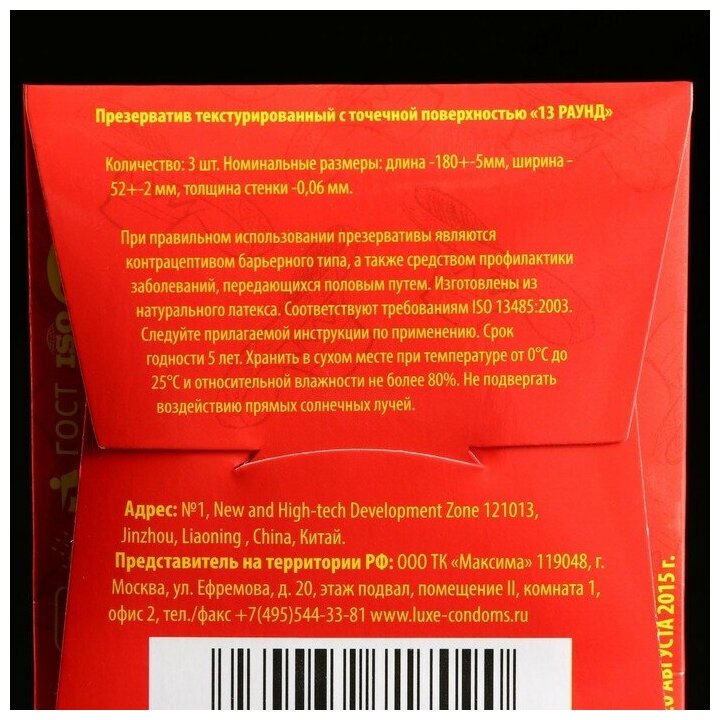 Презерватив текстурированный с точечной поверхностью «13 РАУНД»
Количество: 3 шт. Номинальные размеры: длина -180+-5мм, ширина -
52+-2 мм, толщина стенки -0,06 мм.
При правильном использовании презервативы являются
контрацептивом барьерного типа, а также средством профилактики
заболеваний, передающихся половым путем. Изготовлены из
натурального латекса. Соответствуют требованиям ISO 13485:2003.
Следуйте прилагаемой инструкции по применению. Срок
годности 5 лет. Хранить в сухом месте при температуре от 0°С до
25°С и относительной влажности не более 80%. Не подвергать
воздействию прямых солнечных лучей.
ГОСТ
ISO
Адрес: №1, New and High-tech Development Zone 121013,
Jinzhou, Liaoning , China, Китай.
Представитель на территории РФ: ООО ТК «Максима» 119048, г.
Москва, ул. Ефремова, д. 20, этаж подвал, помещение II, комната 1,
офис 2, тел./факс +7(495)544-33-81 www.luxe-condoms.ru
АВГУСТА 2015 г.